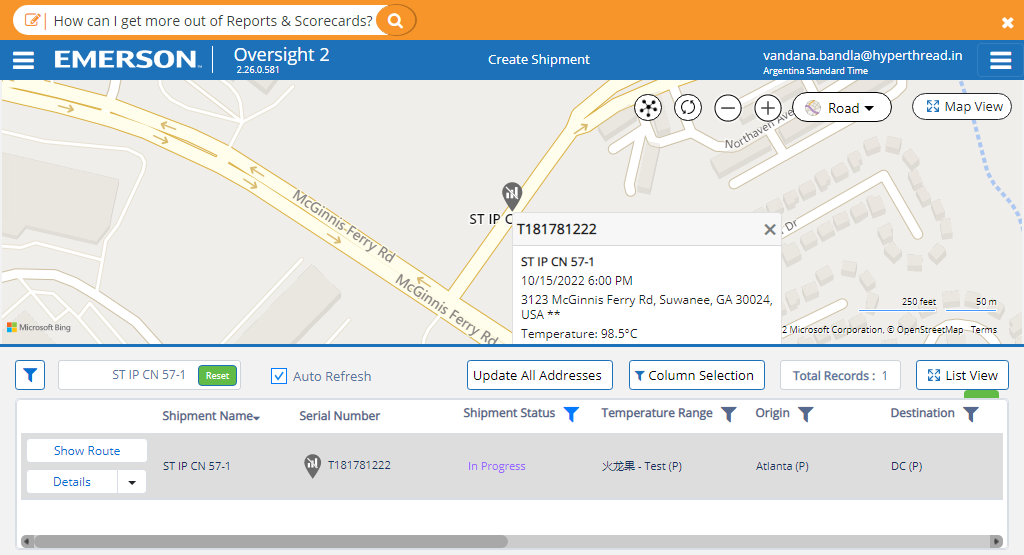 How can I get more out of Reports & Scorecards?
EMERSON
Oversight 2
2.26.0.581
Create Shipment
vandana.bandla@hyperthread.in
Argentina Standard Time
Road
Map View
Northaven Ave
McGinnis Ferry Rd
Dr
ST IP C
T181781222
ST IP CN 57-1
10/15/2022 6:00 PM
3123 McGinnis Ferry Rd, Suwanee, GA 30024,
USA **
Temperature: 98.5°C
McGinnis Ferry Rd
250 feet
50 m
Microsoft Bing
2 Microsoft Corporation, © OpenStreetMap Terms
ST IP CN 57-1
Reset
Auto Refresh
Update All Addresses
Column Selection
Total Records : 1
List View
Shipment Name
Serial Number
Shipment Status
Temperature Range
Origin
Destination
Show Route
Details
ST IP CN 57-1
T181781222
In Progress
火龙果 - Test (P)
Atlanta (P)
DC (P)